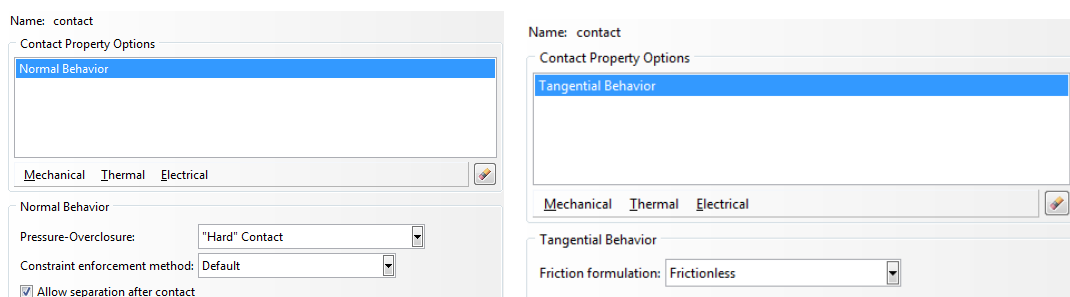 Name: contact
Contact Property Options
Normal Behavior
Mechanical Thermal Electrical
Normal Behavior
Pressure-Overclosure: "Hard" Contact
Constraint enforcement method: Default
Allow separation after contact
Name: contact
Contact Property Options
Tangential Behavior
Mechanical Thermal Electrical
Tangential Behavior
Friction formulation: Frictionless